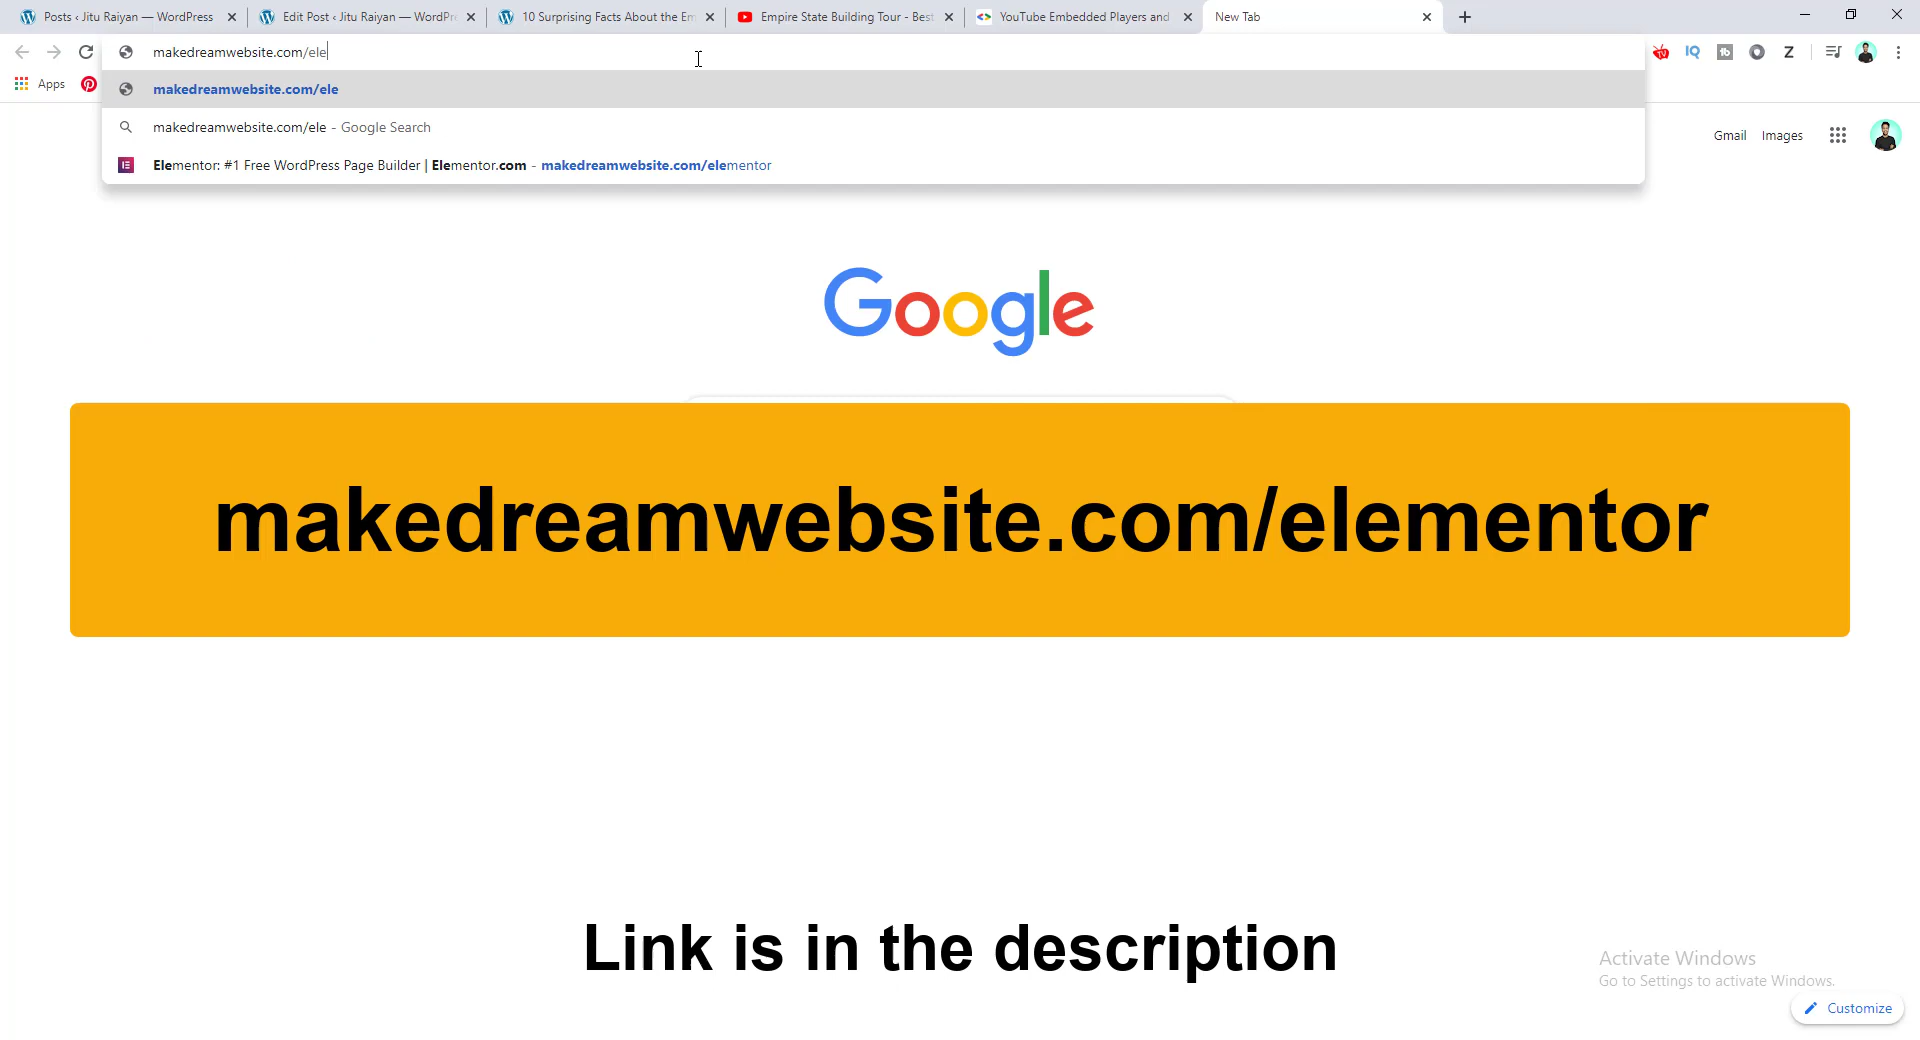 Posts ‹ Jitu Raiyan — WordPress
Edit Post ‹ Jitu Raiyan — WordPre
10 Surprising Facts About the Em
Empire State Building Tour - Best
YouTube Embedded Players and
New Tab
makedreamwebsite.com/ele
IQ
tb
Z
Apps
makedreamwebsite.com/ele
makedreamwebsite.com/ele - Google Search
Elementor: #1 Free WordPress Page Builder | Elementor.com - makedreamwebsite.com/elementor
Gmail
Images
Google
makedreamwebsite.com/elementor
Link is in the description
Activate Windows
Go to Settings to activate Windows.
Customize